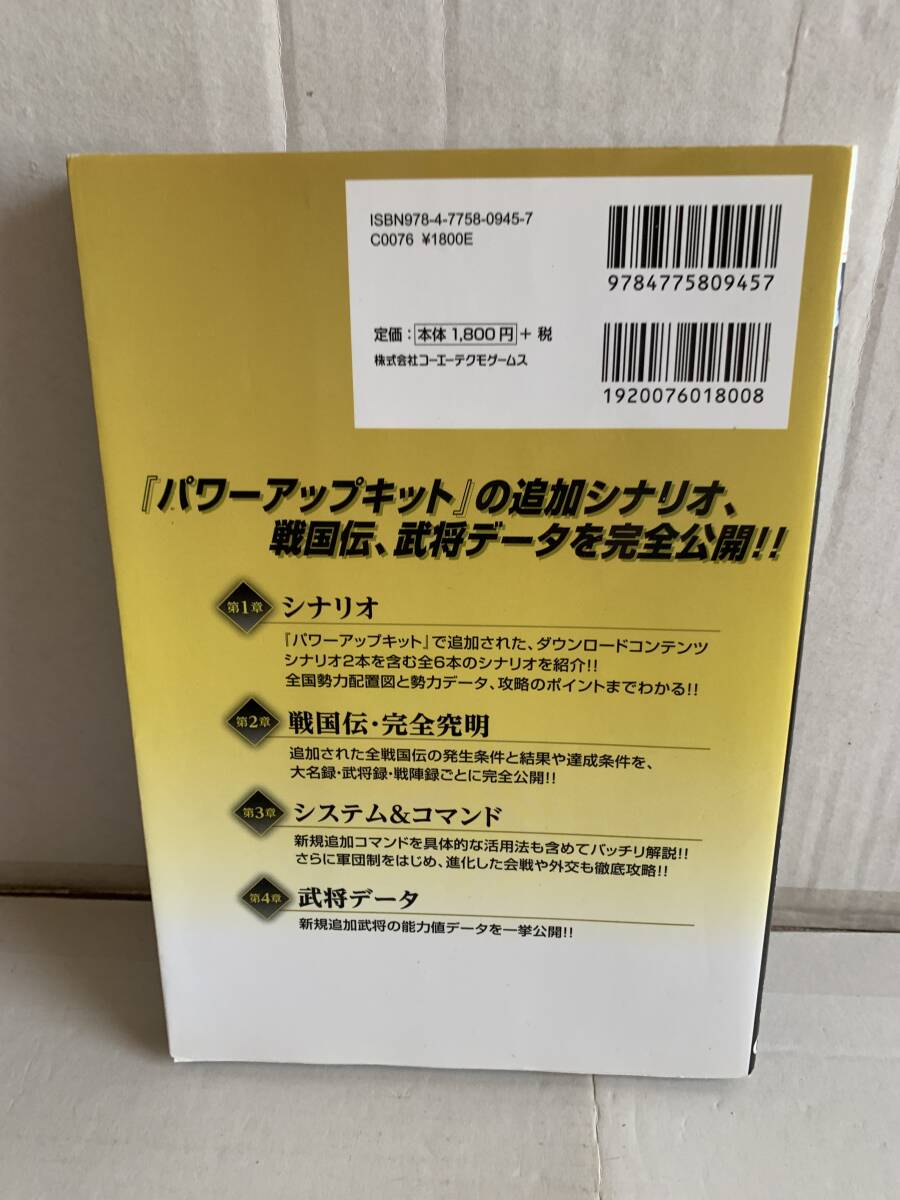 ISBN978-4-7758-0945-7
C0076 ¥1800E
9784775809457
定価：本体1,800円＋税
株式会社コーエーテクモゲームス
1920076018008
『パワーアップキット』の追加シナリオ、
戦国伝、武将データを完全公開!!
第1章 シナリオ
『パワーアップキット』で追加された、ダウンロードコンテンツ
シナリオ2本を含む全6本のシナリオを紹介!!
全国勢力配置図と勢力データ、攻略のポイントまでわかる!!
第2章 戦国伝・完全究明
追加された全戦国伝の発生条件と結果や達成条件を、
大名録・武将録・戦陣録ごとに完全公開!!
第3章 システム&コマンド
新規追加コマンドを具体的な活用法も含めてバッチリ解説!!
さらに軍団制をはじめ、進化した会戦や外交も徹底攻略!!
第4章 武将データ
新規追加武将の能力値データを一挙公開!!